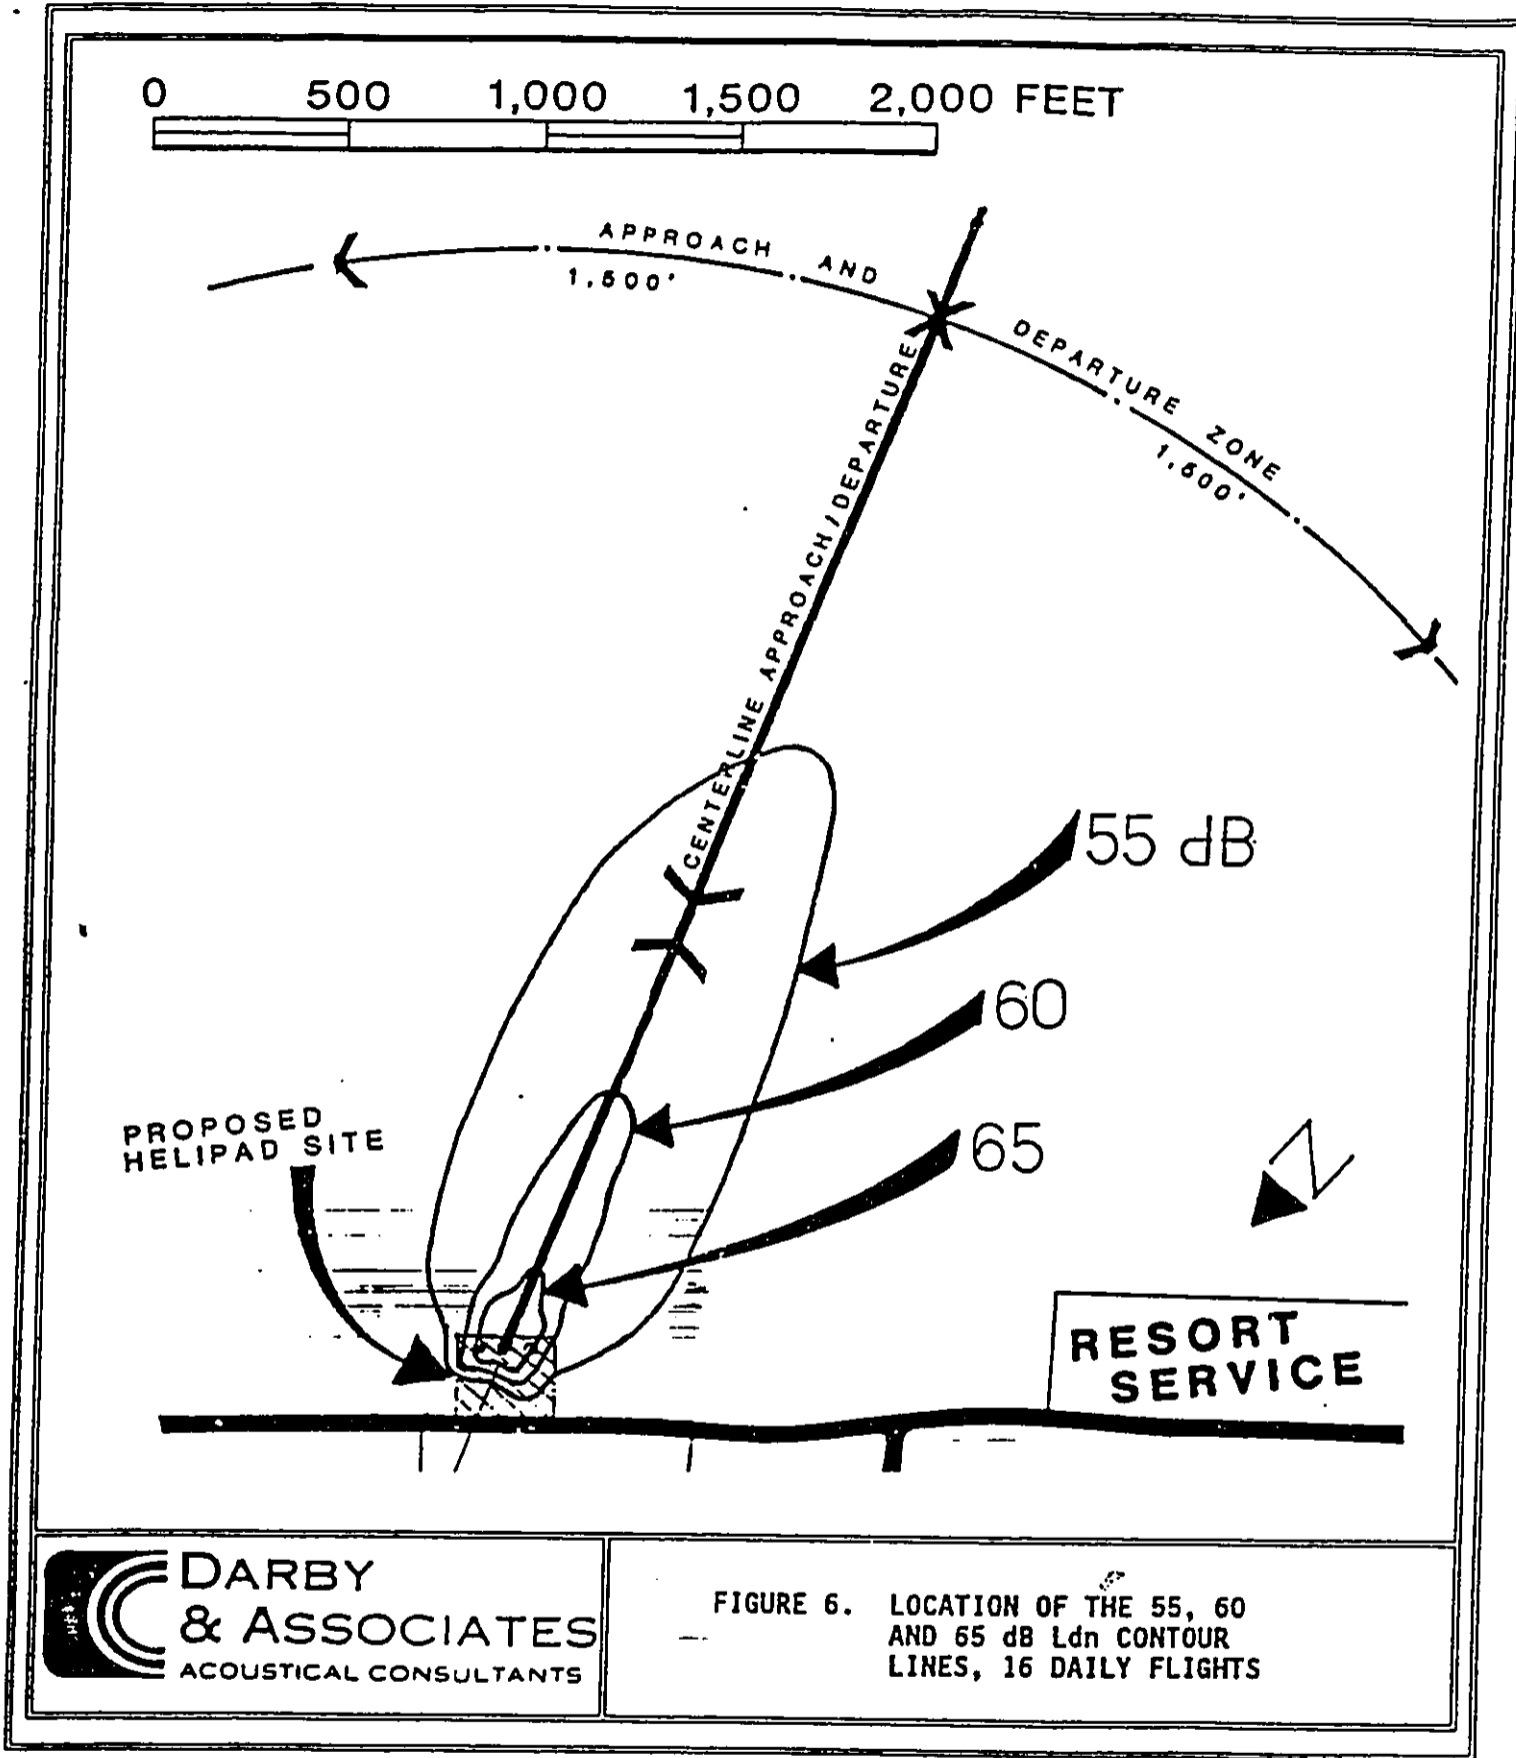 0 500 1,000 1,500 2,000 FEET
APPROACH AND DEPARTURE ZONE
1,500'
1,500'
CENTERLINE APPROACH/DEPARTURE
55 dB
60
65
PROPOSED
HELIPAD SITE
N
RESORT
SERVICE
DARBY
& ASSOCIATES
ACOUSTICAL CONSULTANTS
FIGURE 6. LOCATION OF THE 55, 60
AND 65 dB Ldn CONTOUR
LINES, 16 DAILY FLIGHTS